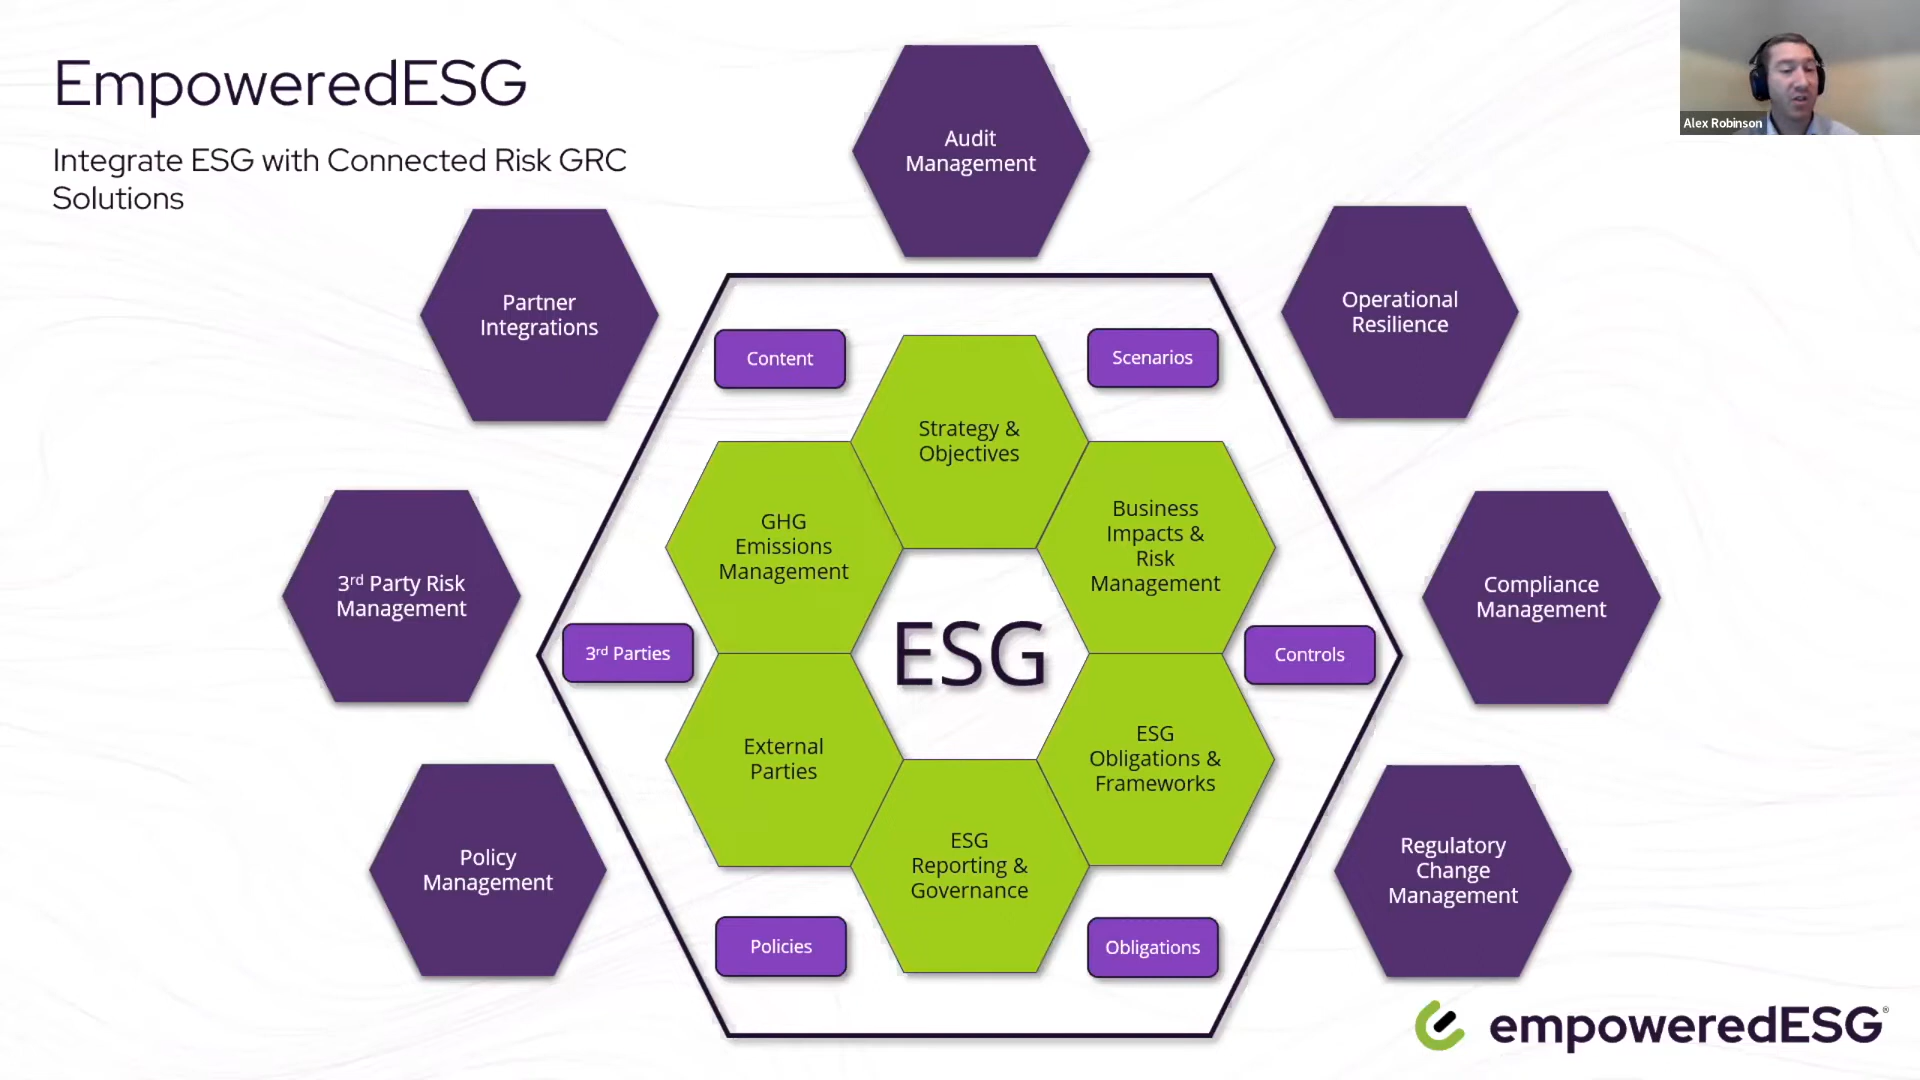 EmpoweredESG
Integrate ESG with Connected Risk GRC
Solutions
Alex Robinson
Audit
Management
Partner
Integrations
Operational
Resilience
Content
Scenarios
Strategy &
Objectives
GHG
Emissions
Management
Business
Impacts &
Risk
Management
3rd Party Risk
Management
Compliance
Management
3rd Parties
ESG
Controls
External
Parties
ESG
Obligations &
Frameworks
Policy
Management
ESG
Reporting &
Governance
Regulatory
Change
Management
Policies
Obligations
empoweredESG®